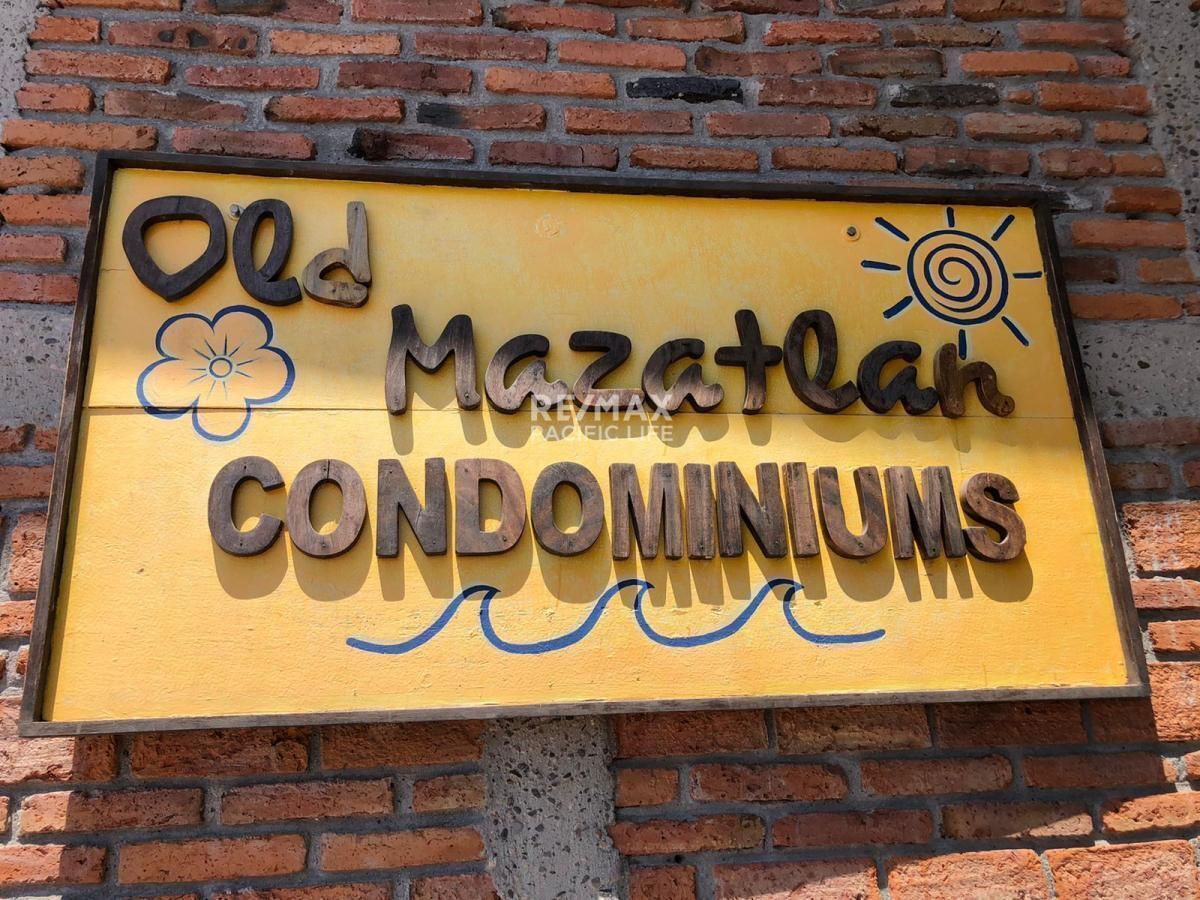 Old
Mazatlan
RE/MAX
PACIFIC LIFE
CONDOMINIUMS